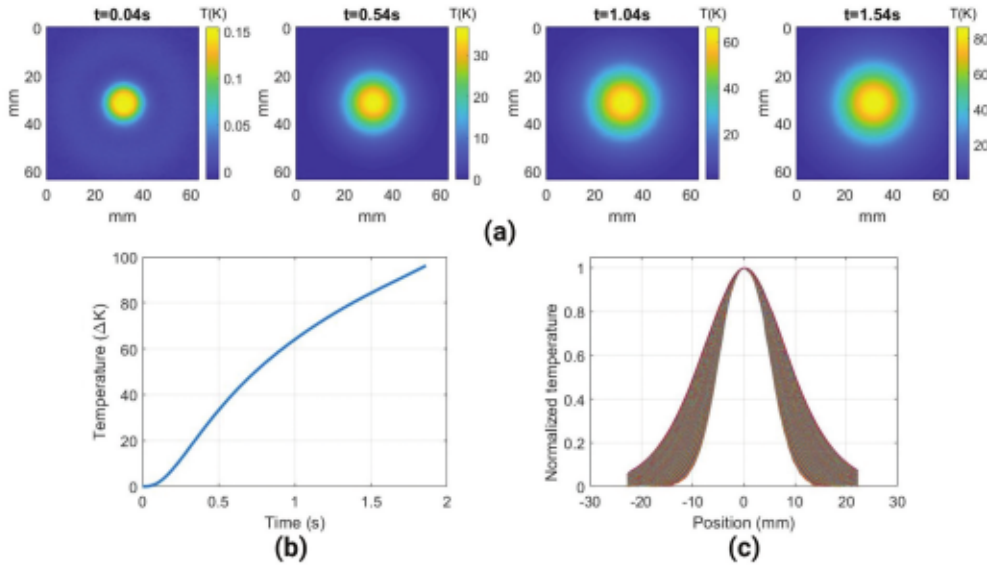 t=0.04s T(K) t=0.54s T(K) t=1.04s T(K) t=1.54s T(K)
0 20 40 60
mm
0 20 40 60
mm
0.15 0.1 0.05 0
0 20 40 60
mm
0 20 40 60
mm
30 20 10 0
0 20 40 60
mm
0 20 40 60
mm
60 40 20
0 20 40 60
mm
0 20 40 60
mm
80 60 40 20
(a)
Temperature (ΔK)
100
80
60
40
20
0
0 0.5 1 1.5 2
Time (s)
(b)
Normalized temperature
1
0.8
0.6
0.4
0.2
0
-30 -20 -10 0 10 20 30
Position (mm)
(c)